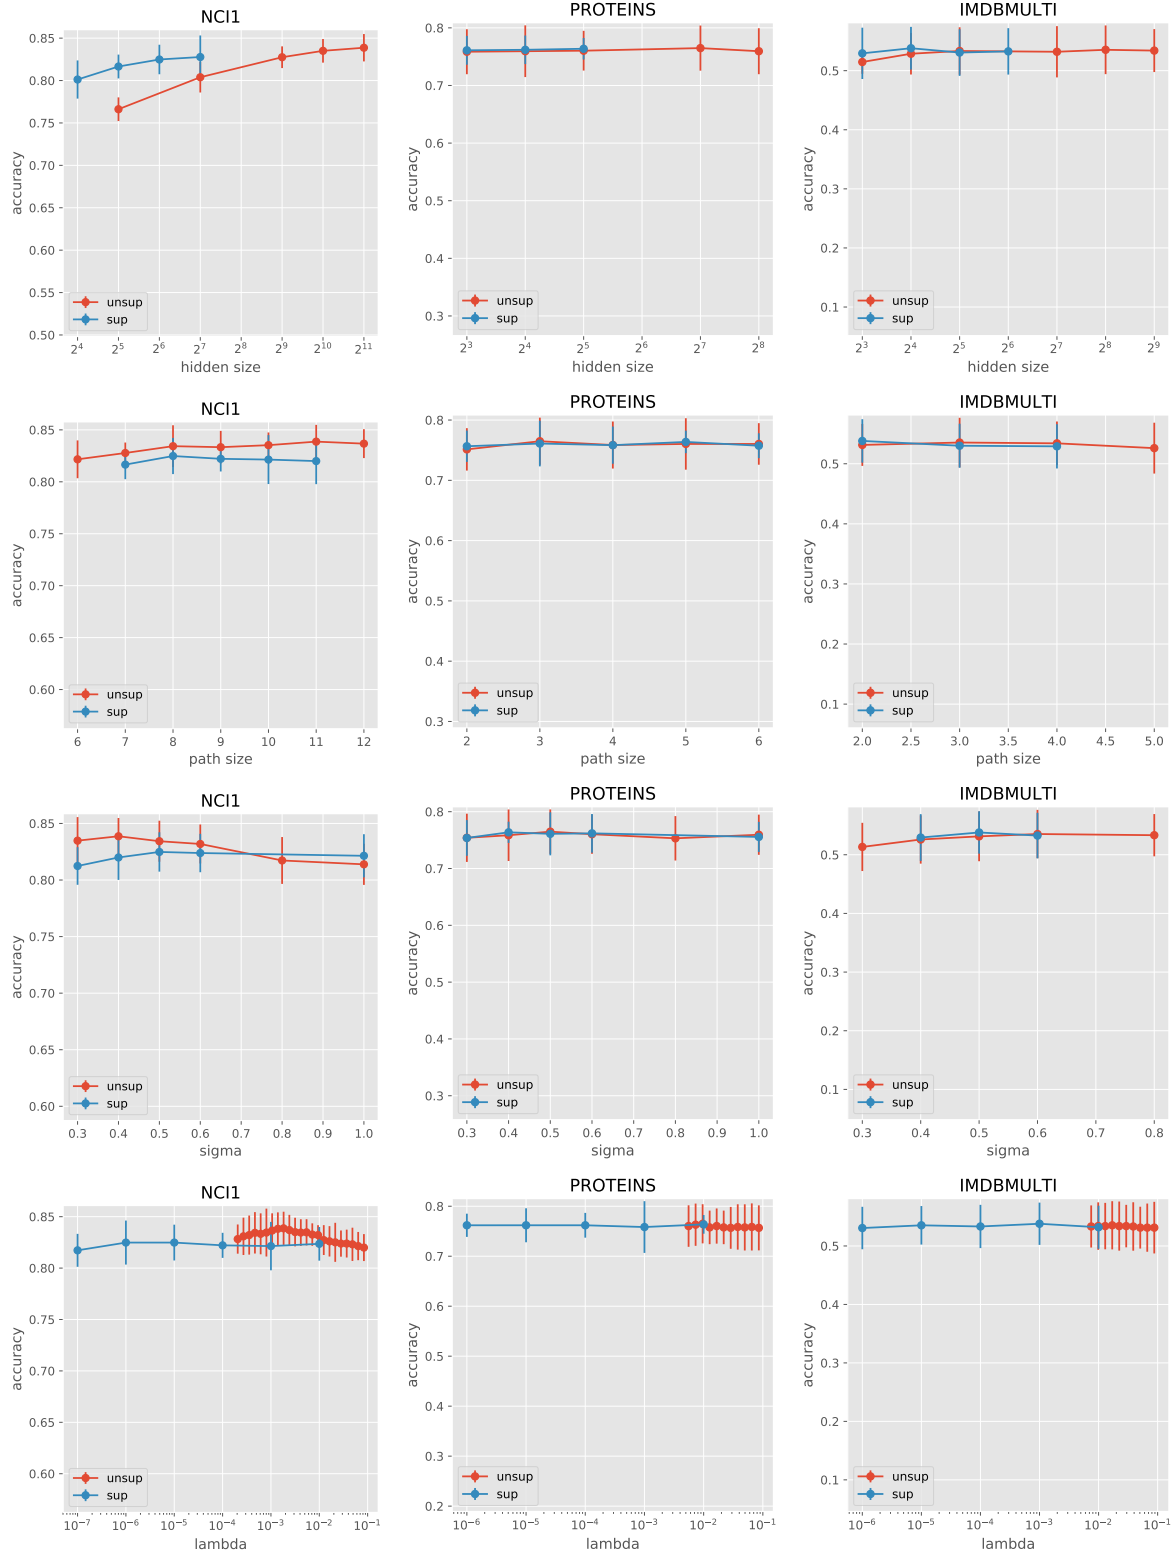 NCI1
PROTEINS
IMDBMULTI
0.85
0.80
0.75
0.70
0.65
0.60
0.55
0.50
accuracy
unsup
sup
2^4 2^5 2^6 2^7 2^8 2^9 2^10 2^11
hidden size
0.8
0.7
0.6
0.5
0.4
0.3
accuracy
unsup
sup
2^3 2^4 2^5 2^6 2^7 2^8
hidden size
0.5
0.4
0.3
0.2
0.1
accuracy
unsup
sup
2^3 2^4 2^5 2^6 2^7 2^8 2^9
hidden size
NCI1
PROTEINS
IMDBMULTI
0.85
0.80
0.75
0.70
0.65
0.60
accuracy
unsup
sup
6 7 8 9 10 11 12
path size
0.8
0.7
0.6
0.5
0.4
0.3
accuracy
unsup
sup
2 3 4 5 6
path size
0.5
0.4
0.3
0.2
0.1
accuracy
unsup
sup
2.0 2.5 3.0 3.5 4.0 4.5 5.0
path size
NCI1
PROTEINS
IMDBMULTI
0.85
0.80
0.75
0.70
0.65
0.60
accuracy
unsup
sup
0.3 0.4 0.5 0.6 0.7 0.8 0.9 1.0
sigma
0.8
0.7
0.6
0.5
0.4
0.3
accuracy
unsup
sup
0.3 0.4 0.5 0.6 0.7 0.8 0.9 1.0
sigma
0.5
0.4
0.3
0.2
0.1
accuracy
unsup
sup
0.3 0.4 0.5 0.6 0.7 0.8
sigma
NCI1
PROTEINS
IMDBMULTI
0.85
0.80
0.75
0.70
0.65
0.60
accuracy
unsup
sup
10^−7 10^−6 10^−5 10^−4 10^−3 10^−2 10^−1
lambda
0.8
0.7
0.6
0.5
0.4
0.3
0.2
accuracy
unsup
sup
10^−6 10^−5 10^−4 10^−3 10^−2 10^−1
lambda
0.5
0.4
0.3
0.2
0.1
accuracy
unsup
sup
10^−6 10^−5 10^−4 10^−3 10^−2 10^−1
lambda